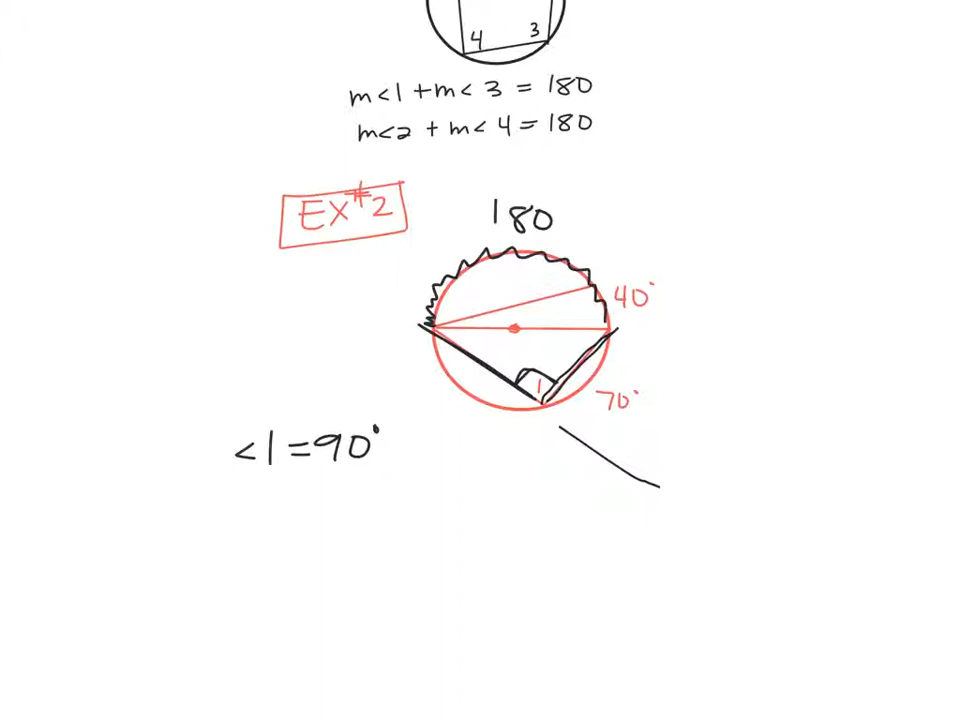 4 3
m<1 + m< 3 = 180
m<2 + m< 4 = 180
EX#2
180
40°
1
70°
<1 = 90°